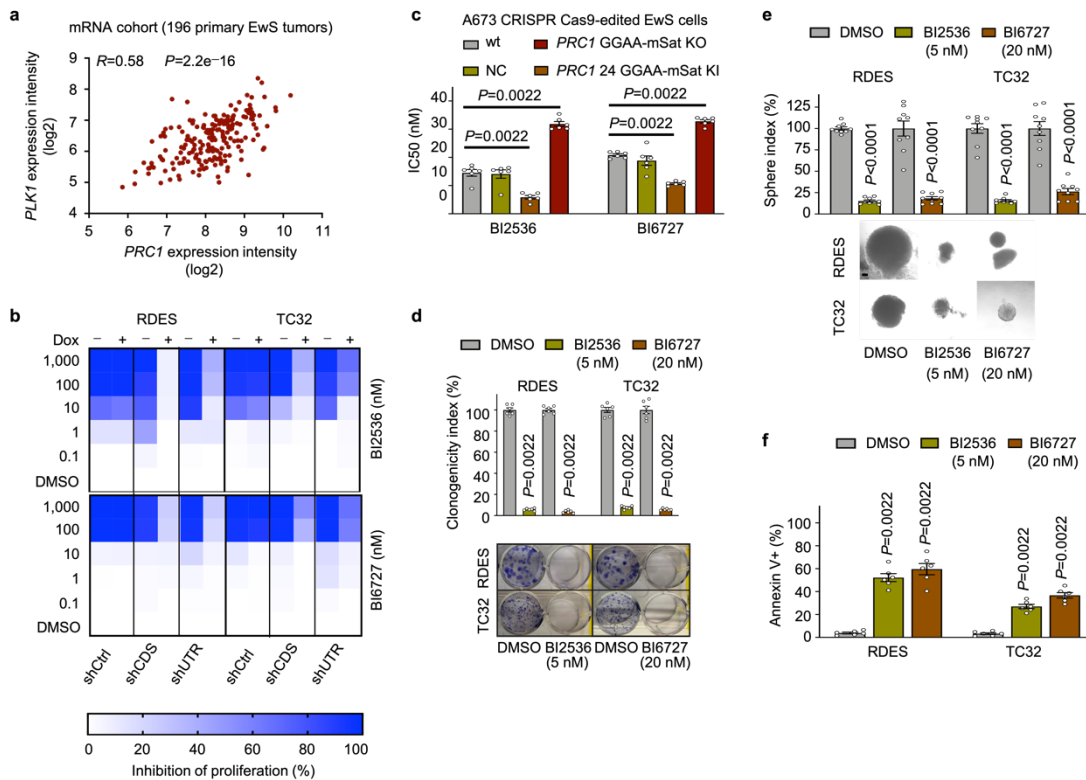 a
mRNA cohort (196 primary EwS tumors)
R=0.58 P=2.2e⁻¹⁶
PLK1 expression intensity
(log2)
9
8
7
6
5
4
5 6 7 8 9 10 11
PRC1 expression intensity
(log2)
b
RDES TC32
Dox − + − + − + − + − + − +
1,000
100
10
1
0.1
DMSO
BI2536 (nM)
1,000
100
10
1
0.1
DMSO
BI6727 (nM)
shCtrl shCDS shUTR shCtrl shCDS shUTR
0 20 40 60 80 100
Inhibition of proliferation (%)
c
A673 CRISPR Cas9-edited EwS cells
wt PRC1 GGAA-mSat KO
NC PRC1 24 GGAA-mSat KI
P=0.0022 P=0.0022
P=0.0022 P=0.0022
IC50 (nM)
40
30
20
10
0
BI2536 BI6727
d
DMSO BI2536 BI6727
(5 nM) (20 nM)
RDES TC32
Clonogenicity index (%)
100
80
60
40
20
0
P=0.0022 P=0.0022 P=0.0022 P=0.0022
RDES
TC32
DMSO BI2536 DMSO BI6727
(5 nM) (20 nM)
e
DMSO BI2536 BI6727
(5 nM) (20 nM)
RDES TC32
Sphere index (%)
125
100
75
50
25
0
P<0.0001 P<0.0001 P<0.0001 P<0.0001
RDES
TC32
DMSO BI2536 BI6727
(5 nM) (20 nM)
f
DMSO BI2536 BI6727
(5 nM) (20 nM)
Annexin V+ (%)
100
80
60
40
20
0
P=0.0022 P=0.0022 P=0.0022 P=0.0022
RDES TC32